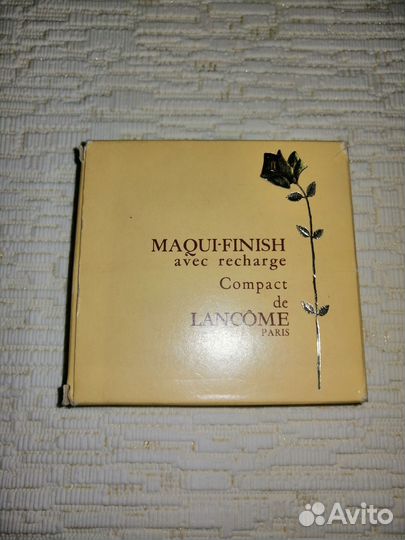 MAQUI-FINISH
avec recharge
Compact
de
LANCÔME
PARIS
Avito